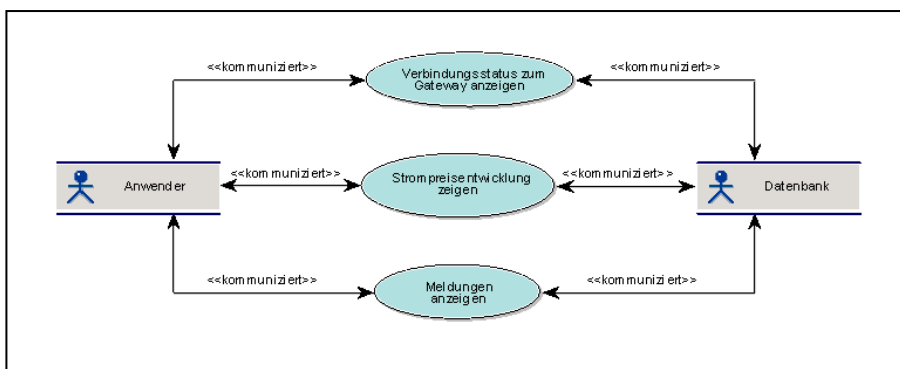 <<kommuniziert>>
Verbindungsstatus zum
Gateway anzeigen
<<kommuniziert>>
Anwender
<<kommuniziert>>
Strompreisentwicklung
zeigen
<<kommuniziert>>
Datenbank
<<kommuniziert>>
Meldungen
anzeigen
<<kommuniziert>>